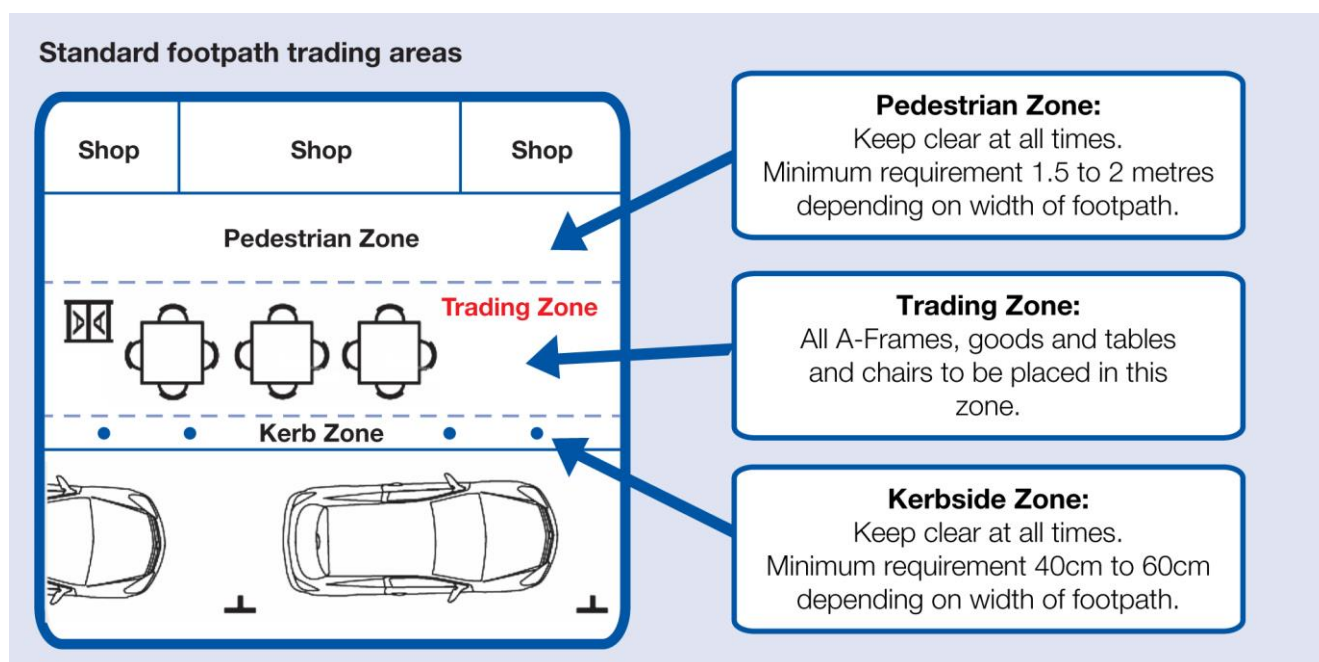 Standard footpath trading areas
Shop
Shop
Shop
Pedestrian Zone
Trading Zone
Kerb Zone
Pedestrian Zone:
Keep clear at all times.
Minimum requirement 1.5 to 2 metres
depending on width of footpath.
Trading Zone:
All A-Frames, goods and tables
and chairs to be placed in this
zone.
Kerbside Zone:
Keep clear at all times.
Minimum requirement 40cm to 60cm
depending on width of footpath.